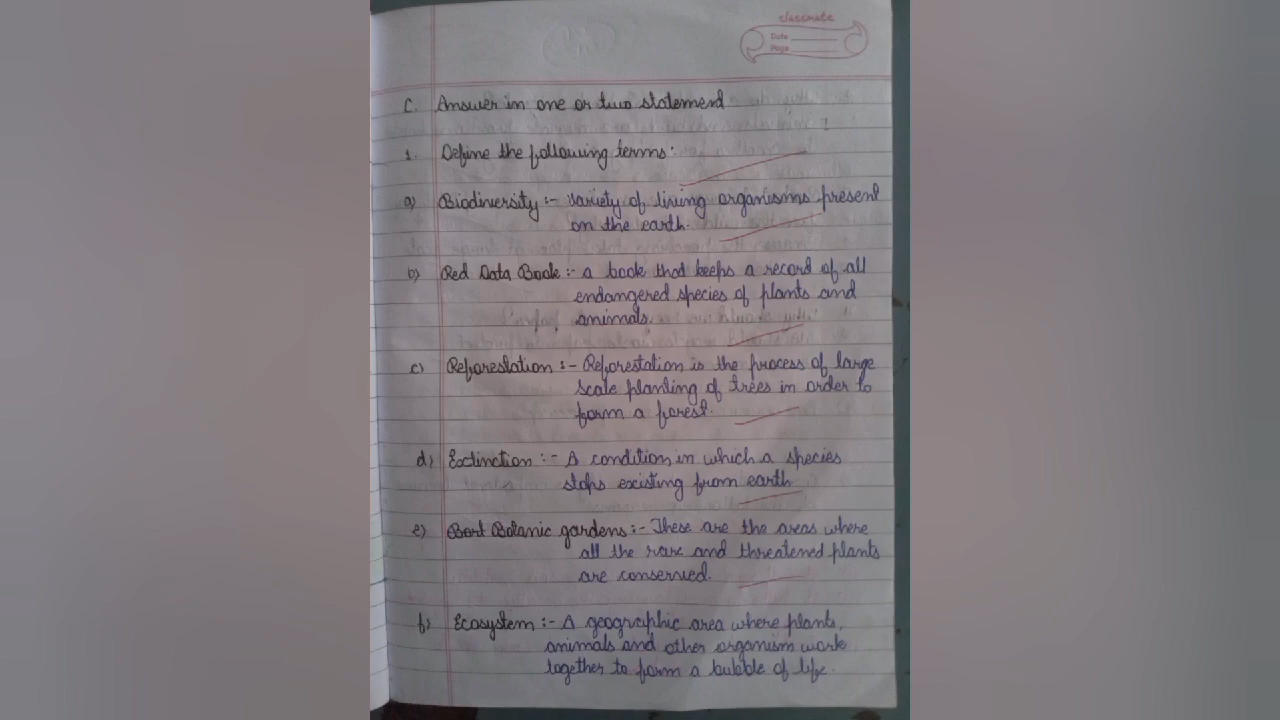 classmate
Date
Page
C. Answer in one or two statement
1. Define the following terms:
a) Biodiversity :- variety of living organisms present
on the earth.
b) Red Data Book :- a book that keeps a record of all
endangered species of plants and
animals.
c) Reforestation :- Reforestation is the process of large
scale planting of trees in order to
form a forest.
d) Extinction :- A condition in which a species
stops existing from earth
e) Bort Botanic gardens :- These are the areas where
all the rare and threatened plants
are conserved.
f) Ecosystem :- A geographic area where plants,
animals and other organism work
together to form a bubble of life.